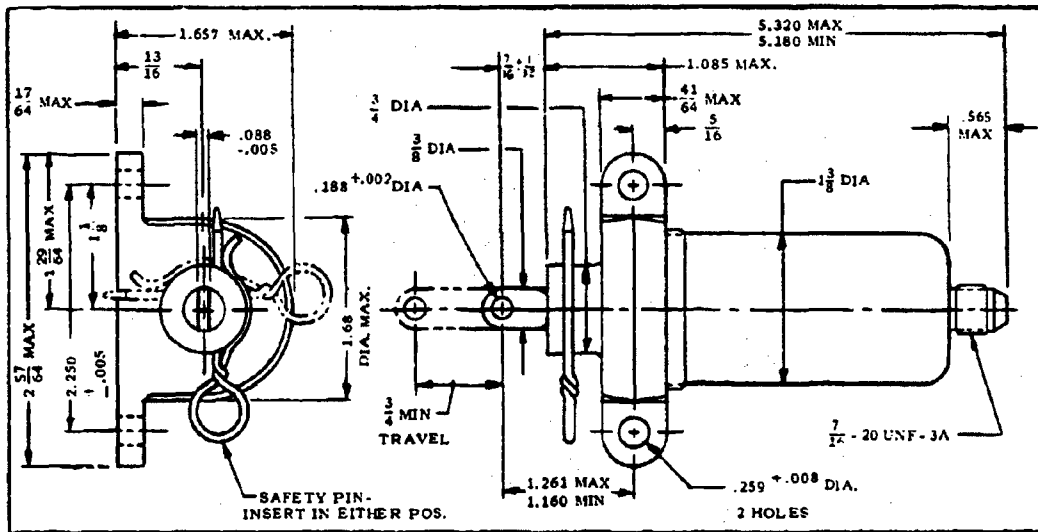 1.657 MAX.
13/16
17/64 MAX
.088
-.005
2 57/64 MAX
2.250
+ .005
-
1 29/64 MAX
1 1/8
1.68
DIA. MAX.
SAFETY PIN-
INSERT IN EITHER POS.
5.320 MAX
5.180 MIN
7/16 ± 1/32
1.085 MAX.
41/64 MAX
5/16
.565
MAX
3/4 DIA
3/8 DIA
.188 +.002 DIA
1 3/8 DIA
3/4 MIN
TRAVEL
1.261 MAX
1.160 MIN
.259 +.008 DIA.
2 HOLES
7/16 - 20 UNF - 3A